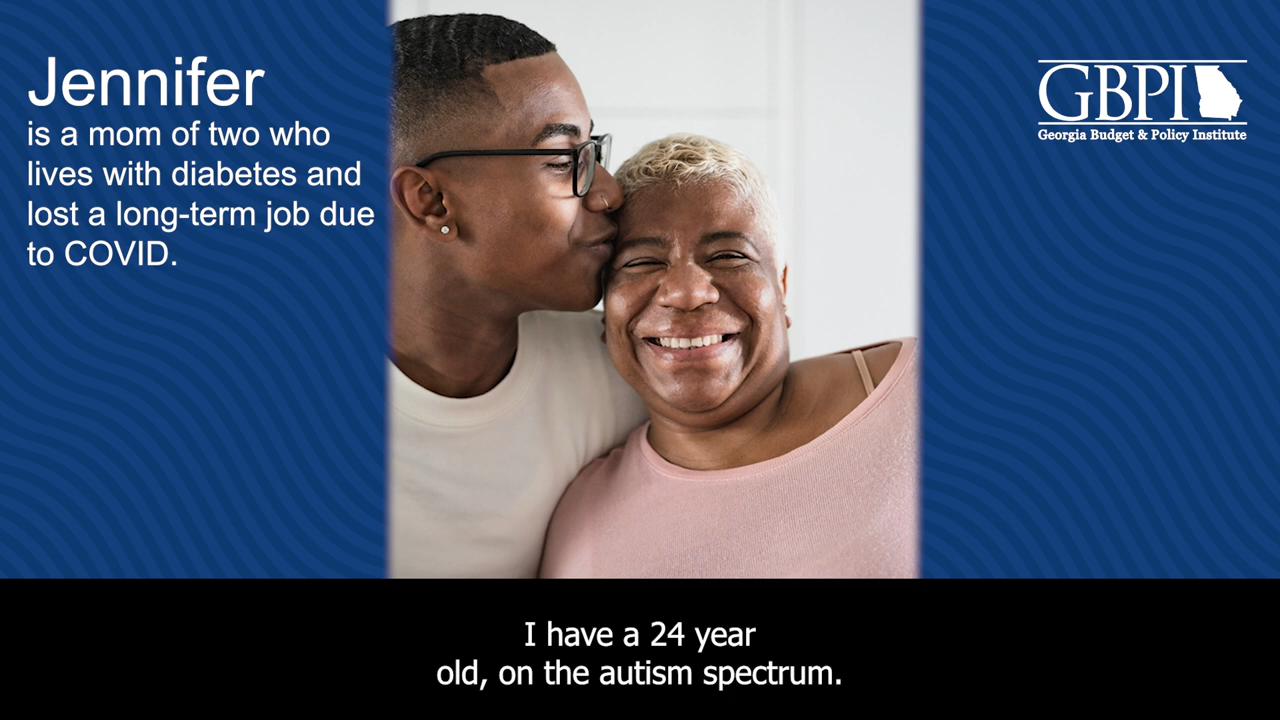 Jennifer
is a mom of two who
lives with diabetes and
lost a long-term job due
to COVID.
GBPI
Georgia Budget & Policy Institute
I have a 24 year
old, on the autism spectrum.